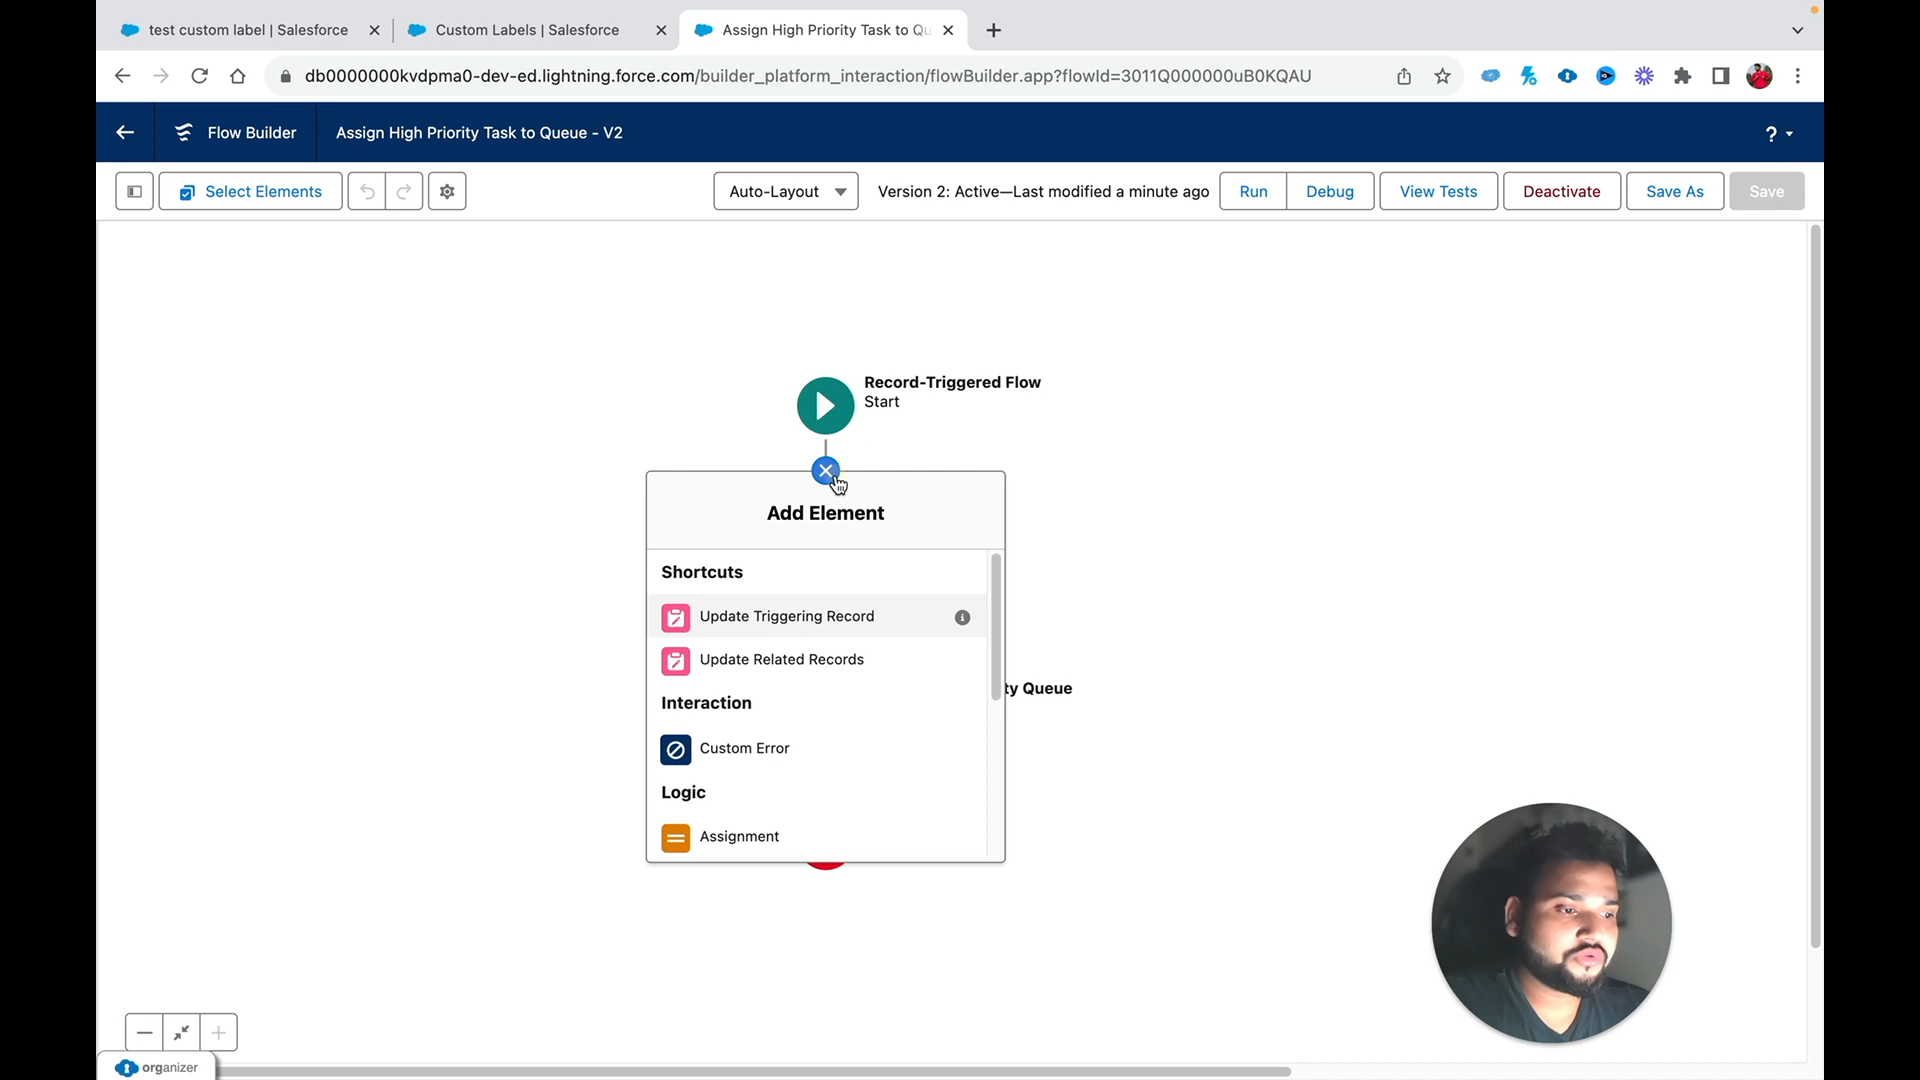 test custom label | Salesforce
Custom Labels | Salesforce
Assign High Priority Task to Qu
db0000000kvdpma0-dev-ed.lightning.force.com/builder_platform_interaction/flowBuilder.app?flowId=3011Q000000uB0KQAU
Flow Builder
Assign High Priority Task to Queue - V2
?
Select Elements
Auto-Layout
Version 2: Active—Last modified a minute ago
Run
Debug
View Tests
Deactivate
Save As
Save
Record-Triggered Flow
Start
Add Element
Shortcuts
Update Triggering Record
Update Related Records
Interaction
ty Queue
Custom Error
Logic
Assignment
organizer